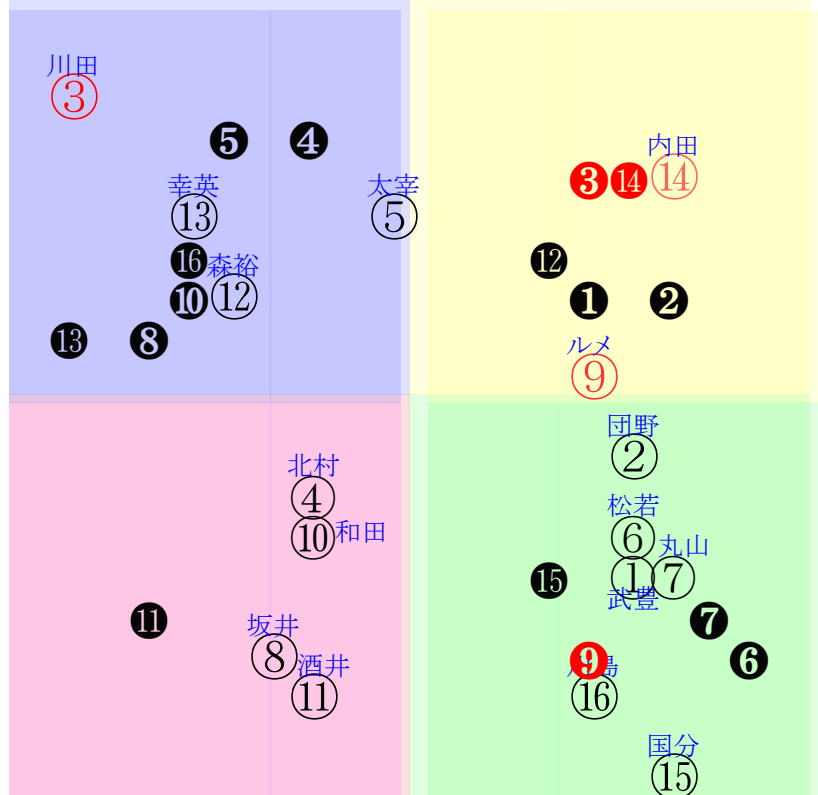 川田
③
❺ ❹
内田
❸ ⓮ ⑭
幸英 太宰
⑬ ⑤
⓰ 森裕
⓬
❿ ⑫
❶ ❷
⓭ ❽
ルメ
⑨
団野
②
北村
④
松若
⑩ 和田
⑥
丸山
⓯
① ⑦
武豊
⓫
坂井
❼
⑧ 酒井
❾ 島 ❻
⑪
⑯
国分
⑮